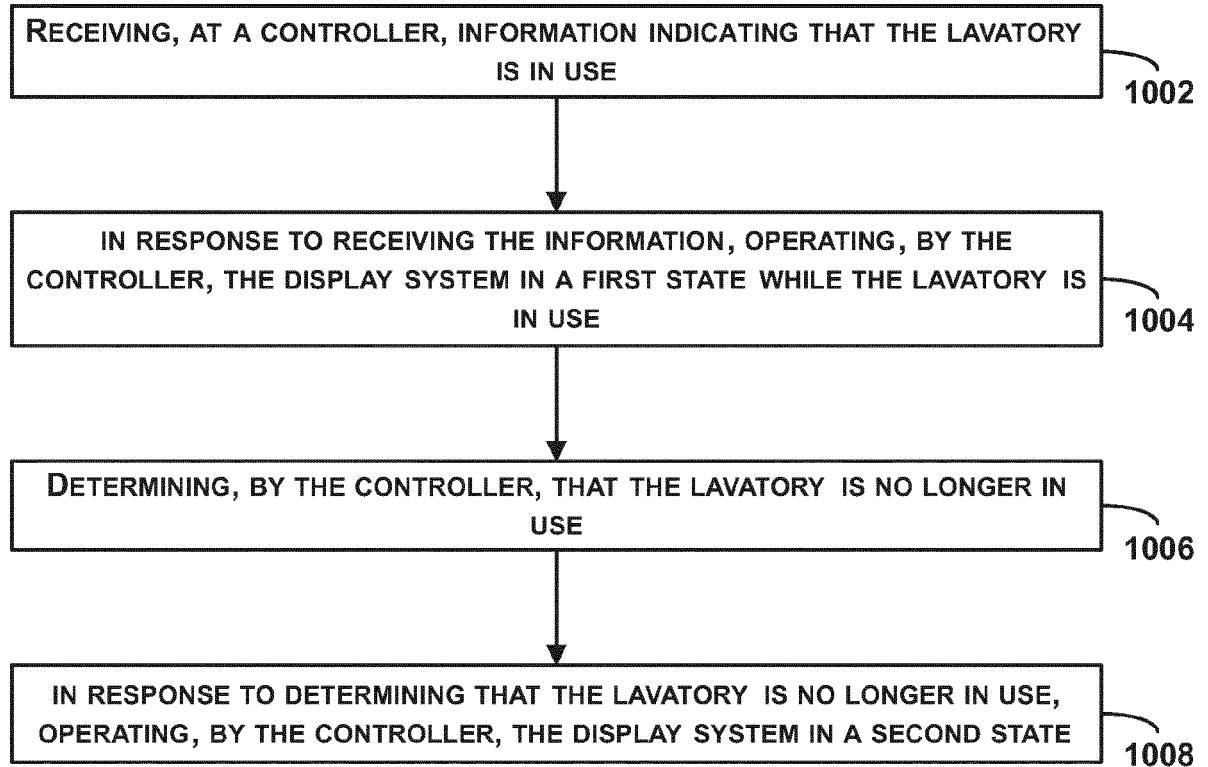 RECEIVING, AT A CONTROLLER, INFORMATION INDICATING THAT THE LAVATORY
IS IN USE
1002
IN RESPONSE TO RECEIVING THE INFORMATION, OPERATING, BY THE
CONTROLLER, THE DISPLAY SYSTEM IN A FIRST STATE WHILE THE LAVATORY IS
IN USE
1004
DETERMINING, BY THE CONTROLLER, THAT THE LAVATORY IS NO LONGER IN
USE
1006
IN RESPONSE TO DETERMINING THAT THE LAVATORY IS NO LONGER IN USE,
OPERATING, BY THE CONTROLLER, THE DISPLAY SYSTEM IN A SECOND STATE
1008